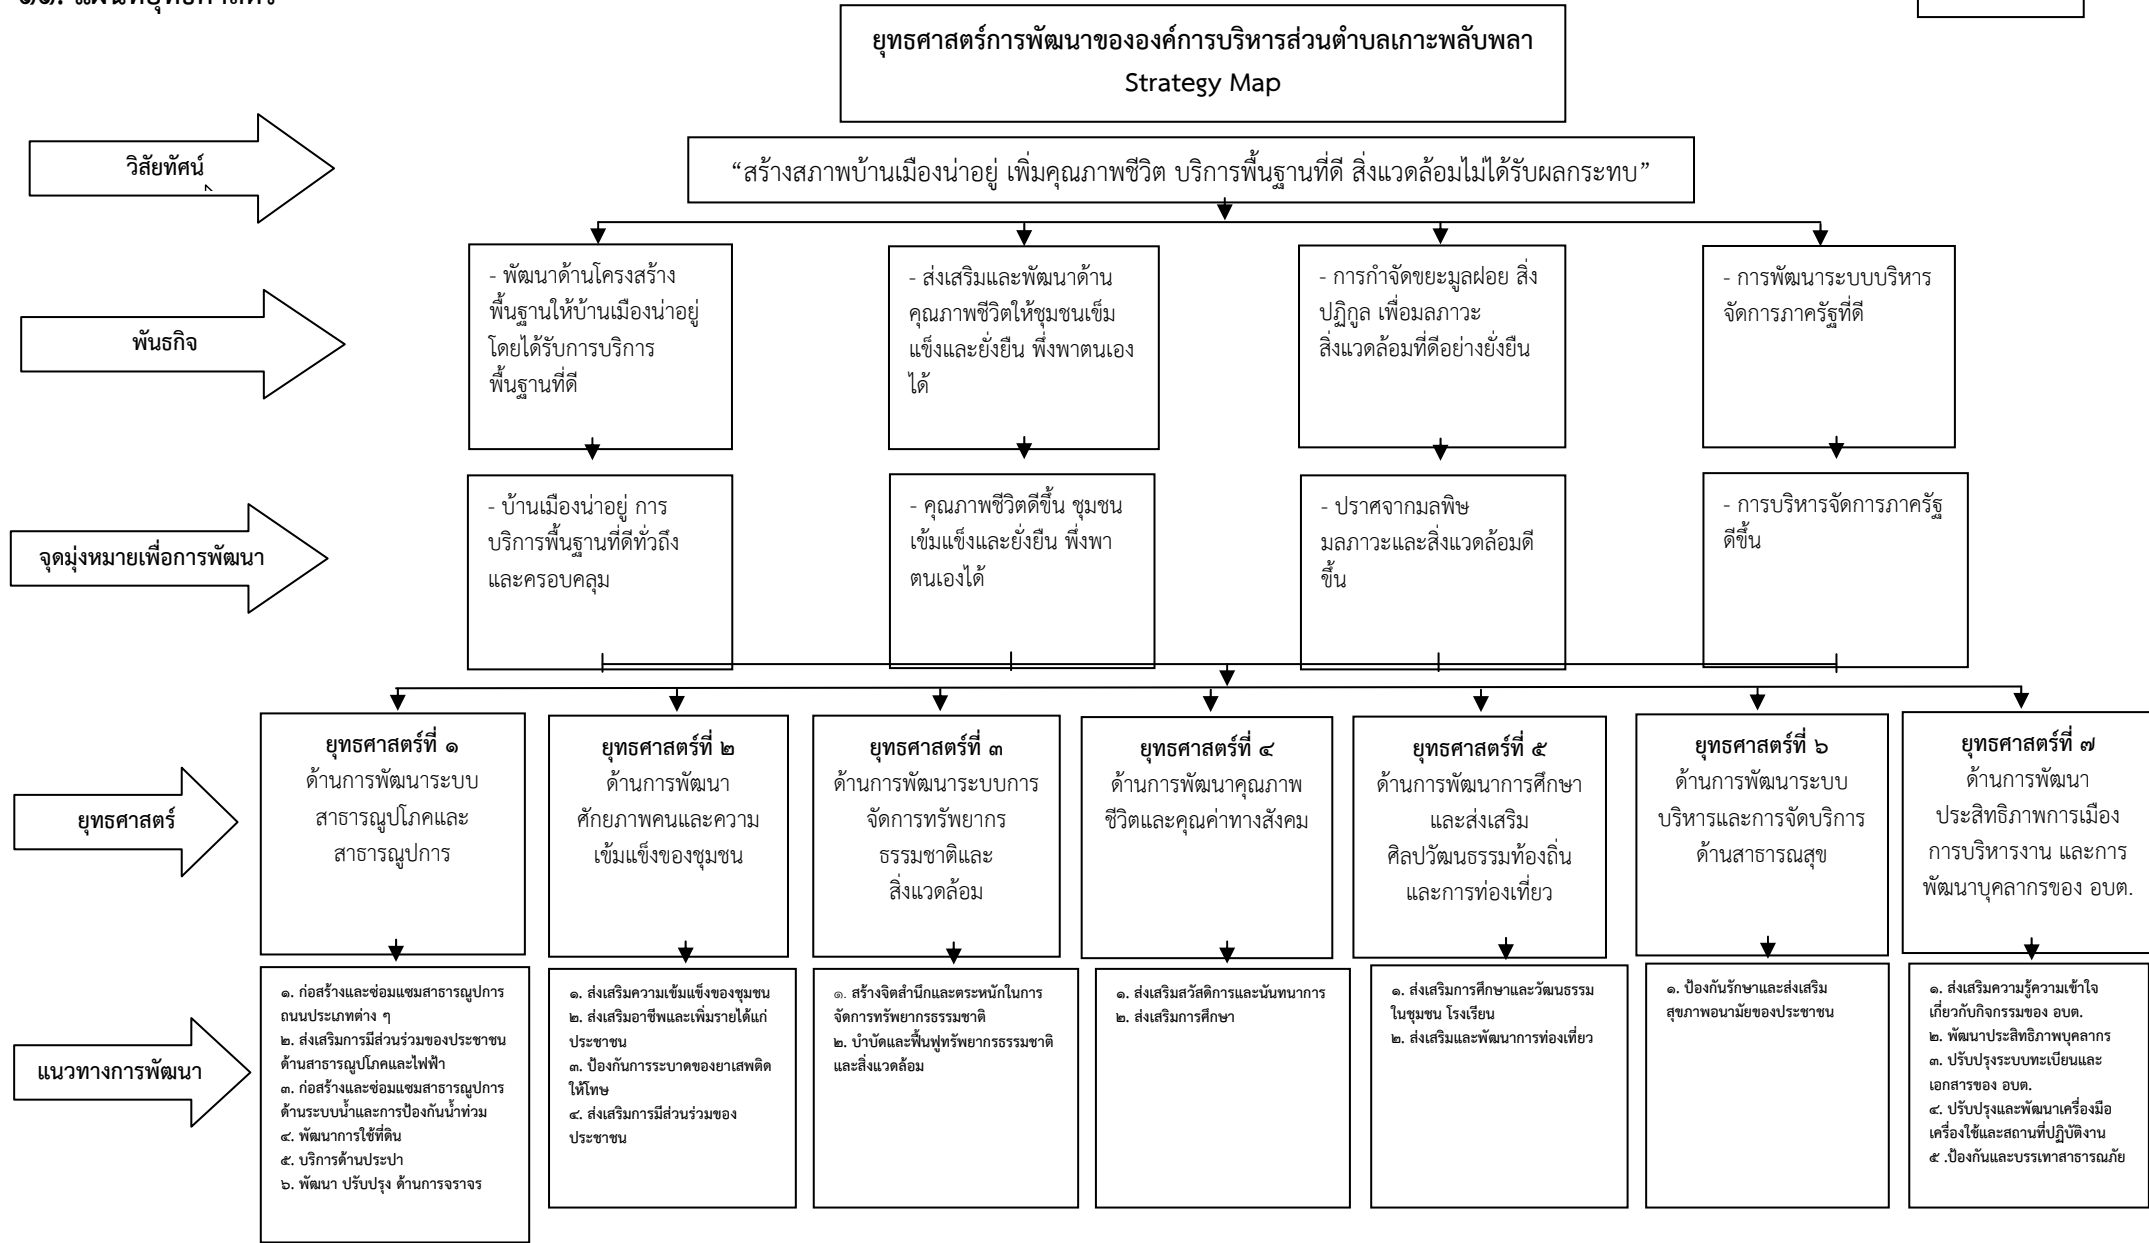 ๑๑. แผนที่ยุทธศาสตร์
ยุทธศาสตร์การพัฒนาขององค์การบริหารส่วนตำบลเกาะพลับพลา
Strategy Map
วิสัยทัศน์
“สร้างสภาพบ้านเมืองน่าอยู่ เพิ่มคุณภาพชีวิต บริการพื้นฐานที่ดี สิ่งแวดล้อมไม่ได้รับผลกระทบ”
พันธกิจ
- พัฒนาด้านโครงสร้าง
พื้นฐานให้บ้านเมืองน่าอยู่
โดยได้รับการบริการ
พื้นฐานที่ดี
- ส่งเสริมและพัฒนาด้าน
คุณภาพชีวิตให้ชุมชนเข้ม
แข็งและยั่งยืน พึ่งพาตนเอง
ได้
- การกำจัดขยะมูลฝอย สิ่ง
ปฏิกูล เพื่อมลภาวะ
สิ่งแวดล้อมที่ดีอย่างยั่งยืน
- การพัฒนาระบบบริหาร
จัดการภาครัฐที่ดี
จุดมุ่งหมายเพื่อการพัฒนา
- บ้านเมืองน่าอยู่ การ
บริการพื้นฐานที่ดีทั่วถึง
และครอบคลุม
- คุณภาพชีวิตดีขึ้น ชุมชน
เข้มแข็งและยั่งยืน พึ่งพา
ตนเองได้
- ปราศจากมลพิษ
มลภาวะและสิ่งแวดล้อมดี
ขึ้น
- การบริหารจัดการภาครัฐ
ดีขึ้น
ยุทธศาสตร์
ยุทธศาสตร์ที่ ๑
ด้านการพัฒนาระบบ
สาธารณูปโภคและ
สาธารณูปการ
ยุทธศาสตร์ที่ ๒
ด้านการพัฒนา
ศักยภาพคนและความ
เข้มแข็งของชุมชน
ยุทธศาสตร์ที่ ๓
ด้านการพัฒนาระบบการ
จัดการทรัพยากร
ธรรมชาติและ
สิ่งแวดล้อม
ยุทธศาสตร์ที่ ๔
ด้านการพัฒนาคุณภาพ
ชีวิตและคุณค่าทางสังคม
ยุทธศาสตร์ที่ ๕
ด้านการพัฒนาการศึกษา
และส่งเสริม
ศิลปวัฒนธรรมท้องถิ่น
และการท่องเที่ยว
ยุทธศาสตร์ที่ ๖
ด้านการพัฒนาระบบ
บริหารและการจัดบริการ
ด้านสาธารณสุข
ยุทธศาสตร์ที่ ๗
ด้านการพัฒนา
ประสิทธิภาพการเมือง
การบริหารงาน และการ
พัฒนาบุคลากรของ อบต.
แนวทางการพัฒนา
๑. ก่อสร้างและซ่อมแซมสาธารณูปการ
ถนนประเภทต่าง ๆ
๒. ส่งเสริมการมีส่วนร่วมของประชาชน
ด้านสาธารณูปโภคและไฟฟ้า
๓. ก่อสร้างและซ่อมแซมสาธารณูปการ
ด้านระบบน้ำและการป้องกันน้ำท่วม
๔. พัฒนาการใช้ที่ดิน
๕. บริการด้านประปา
๖. พัฒนา ปรับปรุง ด้านการจราจร
๑. ส่งเสริมความเข้มแข็งของชุมชน
๒. ส่งเสริมอาชีพและเพิ่มรายได้แก่
ประชาชน
๓. ป้องกันการระบาดของยาเสพติด
ให้โทษ
๔. ส่งเสริมการมีส่วนร่วมของ
ประชาชน
๑. สร้างจิตสำนึกและตระหนักในการ
จัดการทรัพยากรธรรมชาติ
๒. บำบัดและฟื้นฟูทรัพยากรธรรมชาติ
และสิ่งแวดล้อม
๑. ส่งเสริมสวัสดิการและนันทนาการ
๒. ส่งเสริมการศึกษา
๑. ส่งเสริมการศึกษาและวัฒนธรรม
ในชุมชน โรงเรียน
๒. ส่งเสริมและพัฒนาการท่องเที่ยว
๑. ป้องกันรักษาและส่งเสริม
สุขภาพอนามัยของประชาชน
๑. ส่งเสริมความรู้ความเข้าใจ
เกี่ยวกับกิจกรรมของ อบต.
๒. พัฒนาประสิทธิภาพบุคลากร
๓. ปรับปรุงระบบทะเบียนและ
เอกสารของ อบต.
๔. ปรับปรุงและพัฒนาเครื่องมือ
เครื่องใช้และสถานที่ปฏิบัติงาน
๕ .ป้องกันและบรรเทาสาธารณภัย